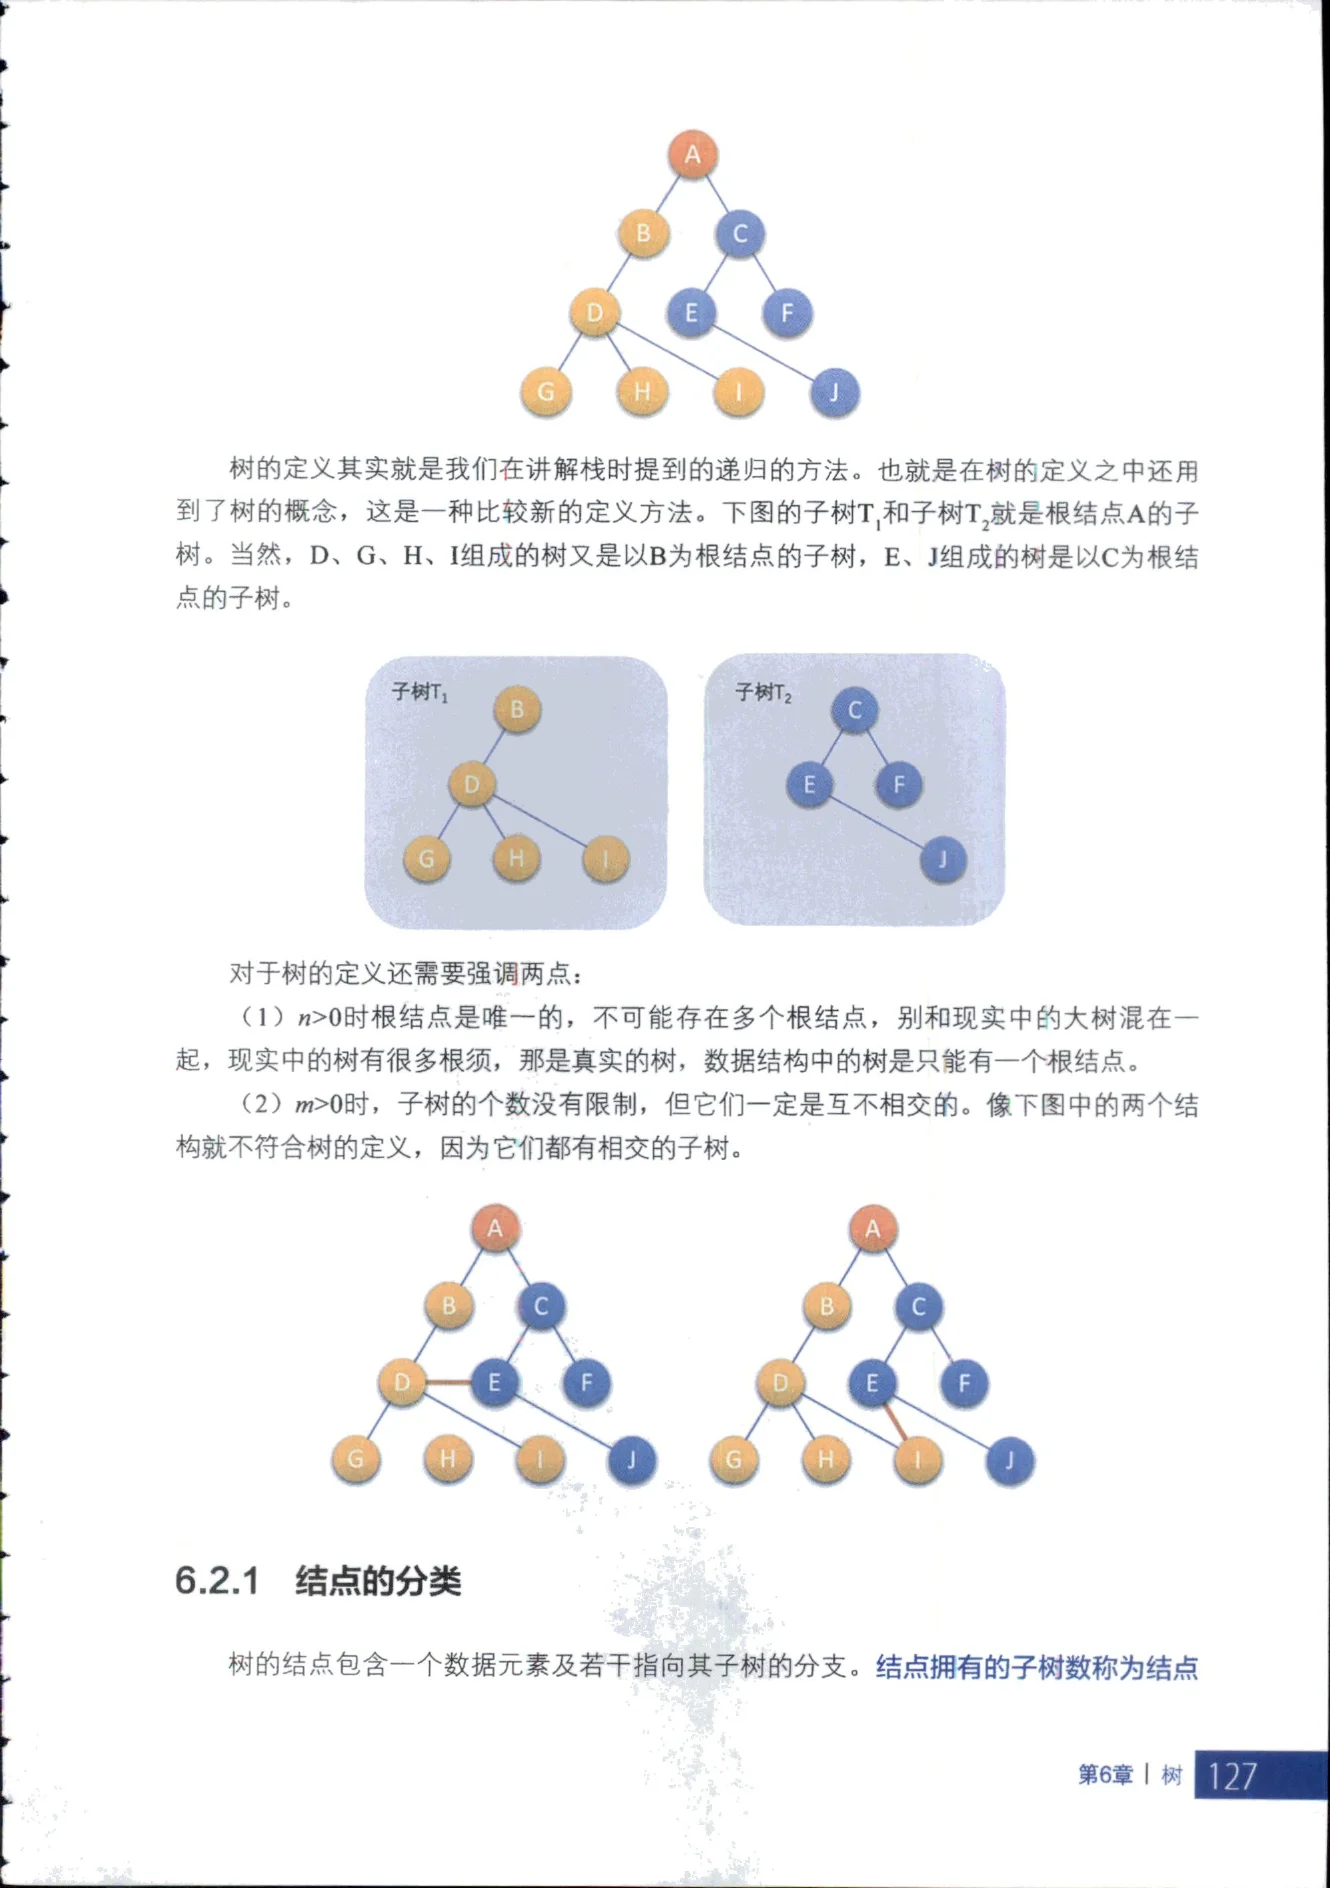 A
B
C
D
E
F
G
H
I
J
树的定义其实就是我们在讲解栈时提到的递归的方法。也就是在树的定义之中还用
到了树的概念，这是一种比较新的定义方法。下图的子树T1和子树T2就是根结点A的子
树。当然，D、G、H、I组成的树又是以B为根结点的子树，E、J组成的树是以C为根结
点的子树。
子树T1
B
D
G
H
I
子树T2
C
E
F
J
对于树的定义还需要强调两点：
（1）n>0时根结点是唯一的，不可能存在多个根结点，别和现实中的大树混在一
起，现实中的树有很多根须，那是真实的树，数据结构中的树是只能有一个根结点。
（2）m>0时，子树的个数没有限制，但它们一定是互不相交的。像下图中的两个结
构就不符合树的定义，因为它们都有相交的子树。
A
B
C
D
E
F
G
H
I
J
A
B
C
D
E
F
G
H
I
J
6.2.1 结点的分类
树的结点包含一个数据元素及若干指向其子树的分支。结点拥有的子树数称为结点
第6章 | 树 127